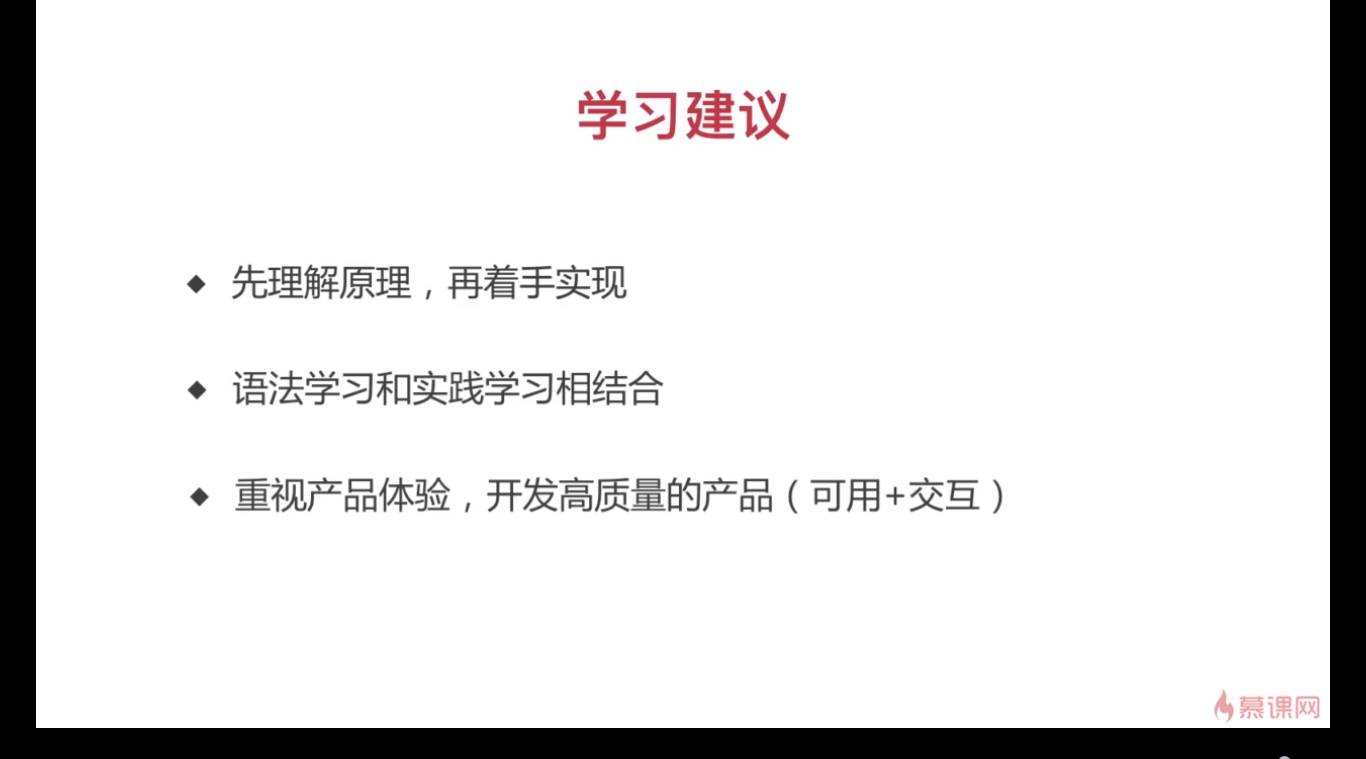 学习建议
◆ 先理解原理，再着手实现
◆ 语法学习和实践学习相结合
◆ 重视产品体验，开发高质量的产品（可用+交互）
慕课网